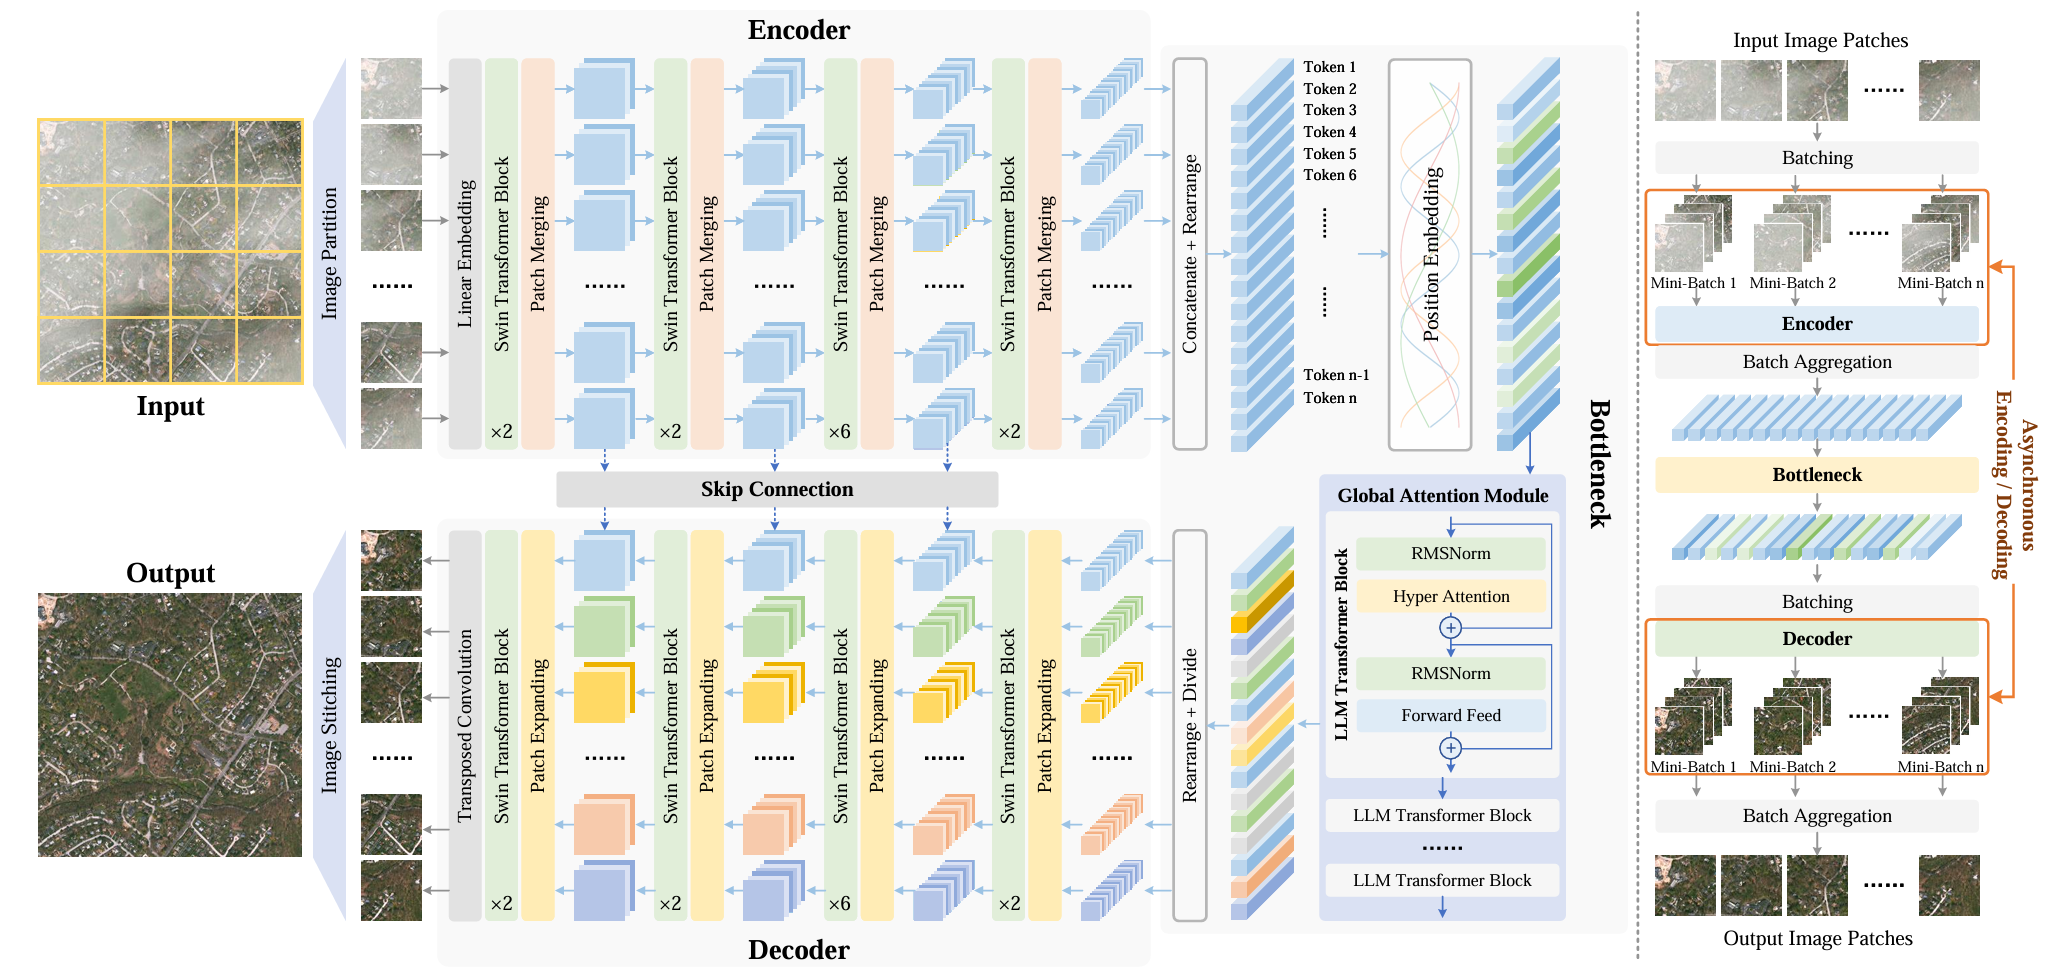 Encoder
Input
Image Partition
Linear Embedding
Swin Transformer Block
×2
Patch Merging
Swin Transformer Block
×2
Patch Merging
Swin Transformer Block
×6
Patch Merging
Swin Transformer Block
×2
Patch Merging
......
......
......
......
......
Concatenate + Rearrange
Token 1
Token 2
Token 3
Token 4
Token 5
Token 6
......
......
Token n-1
Token n
Position Embedding
Bottleneck
Skip Connection
Global Attention Module
LLM Transformer Block
RMSNorm
Hyper Attention
+
RMSNorm
Forward Feed
+
LLM Transformer Block
......
LLM Transformer Block
Rearrange + Divide
Output
Image Stitching
Transposed Convolution
Swin Transformer Block
×2
Patch Expanding
Swin Transformer Block
×2
Patch Expanding
Swin Transformer Block
×6
Patch Expanding
Swin Transformer Block
×2
Patch Expanding
......
......
......
......
......
Decoder
Input Image Patches
......
Batching
......
Mini-Batch 1
Mini-Batch 2
Mini-Batch n
Encoder
Batch Aggregation
Bottleneck
Batching
Decoder
......
Mini-Batch 1
Mini-Batch 2
Mini-Batch n
Batch Aggregation
......
Output Image Patches
Asynchronous
Encoding / Decoding